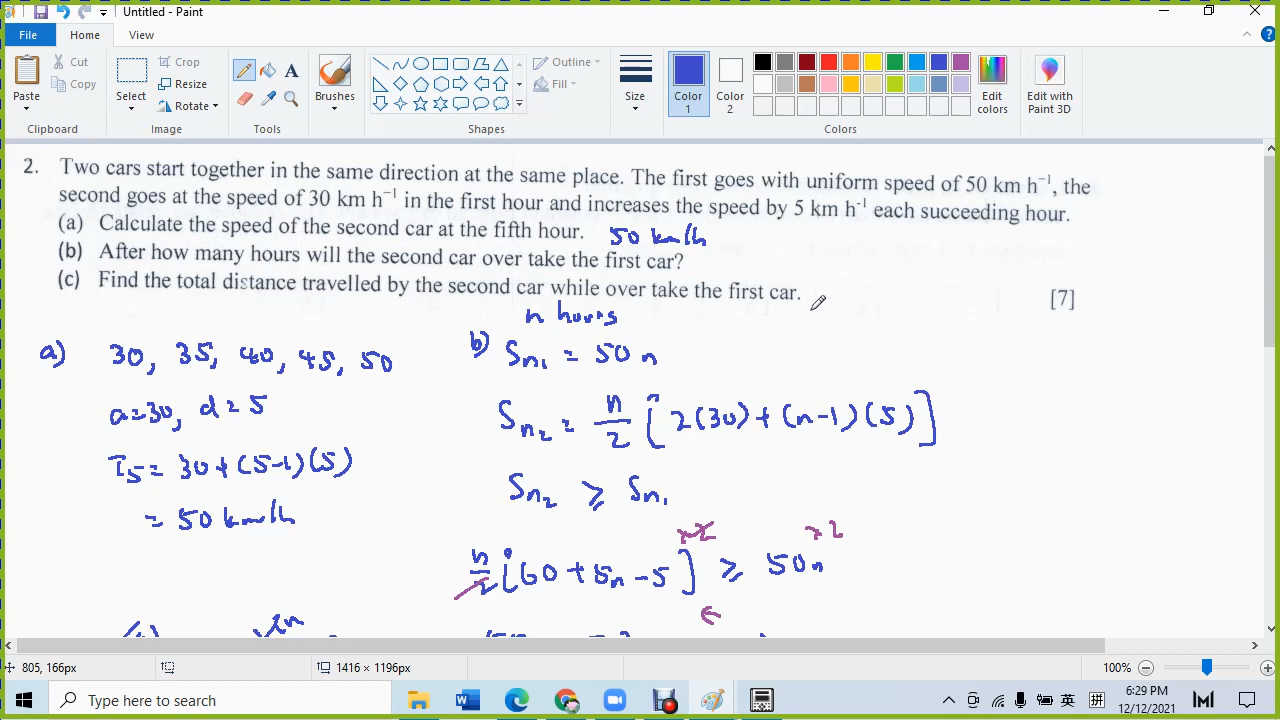 Untitled - Paint
File Home View
Paste
Cut
Copy
Clipboard
Select
Crop
Resize
Rotate
Image
A
Tools
Brushes
Outline
Fill
Shapes
Size
Color 1
Color 2
Edit colors
Colors
Edit with Paint 3D
2. Two cars start together in the same direction at the same place. The first goes with uniform speed of 50 km h⁻¹, the
second goes at the speed of 30 km h⁻¹ in the first hour and increases the speed by 5 km h⁻¹ each succeeding hour.
(a) Calculate the speed of the second car at the fifth hour. 50 km/h
(b) After how many hours will the second car over take the first car?
(c) Find the total distance travelled by the second car while over take the first car. [7]
n hours
a) 30, 35, 40, 45, 50
a=30, d=5
T₅ = 30+(5-1)(5)
= 50 km/h
b) Sn₁ = 50n
Sn₂ = n/2 [2(30)+(n-1)(5)]
Sn₂ ≥ Sn₁
×2 ×2
n/2 [60+5n-5] ≥ 50n
805, 166px
1416 × 1196px
100%
Type here to search
英
拼
6:29 PM
12/12/2021